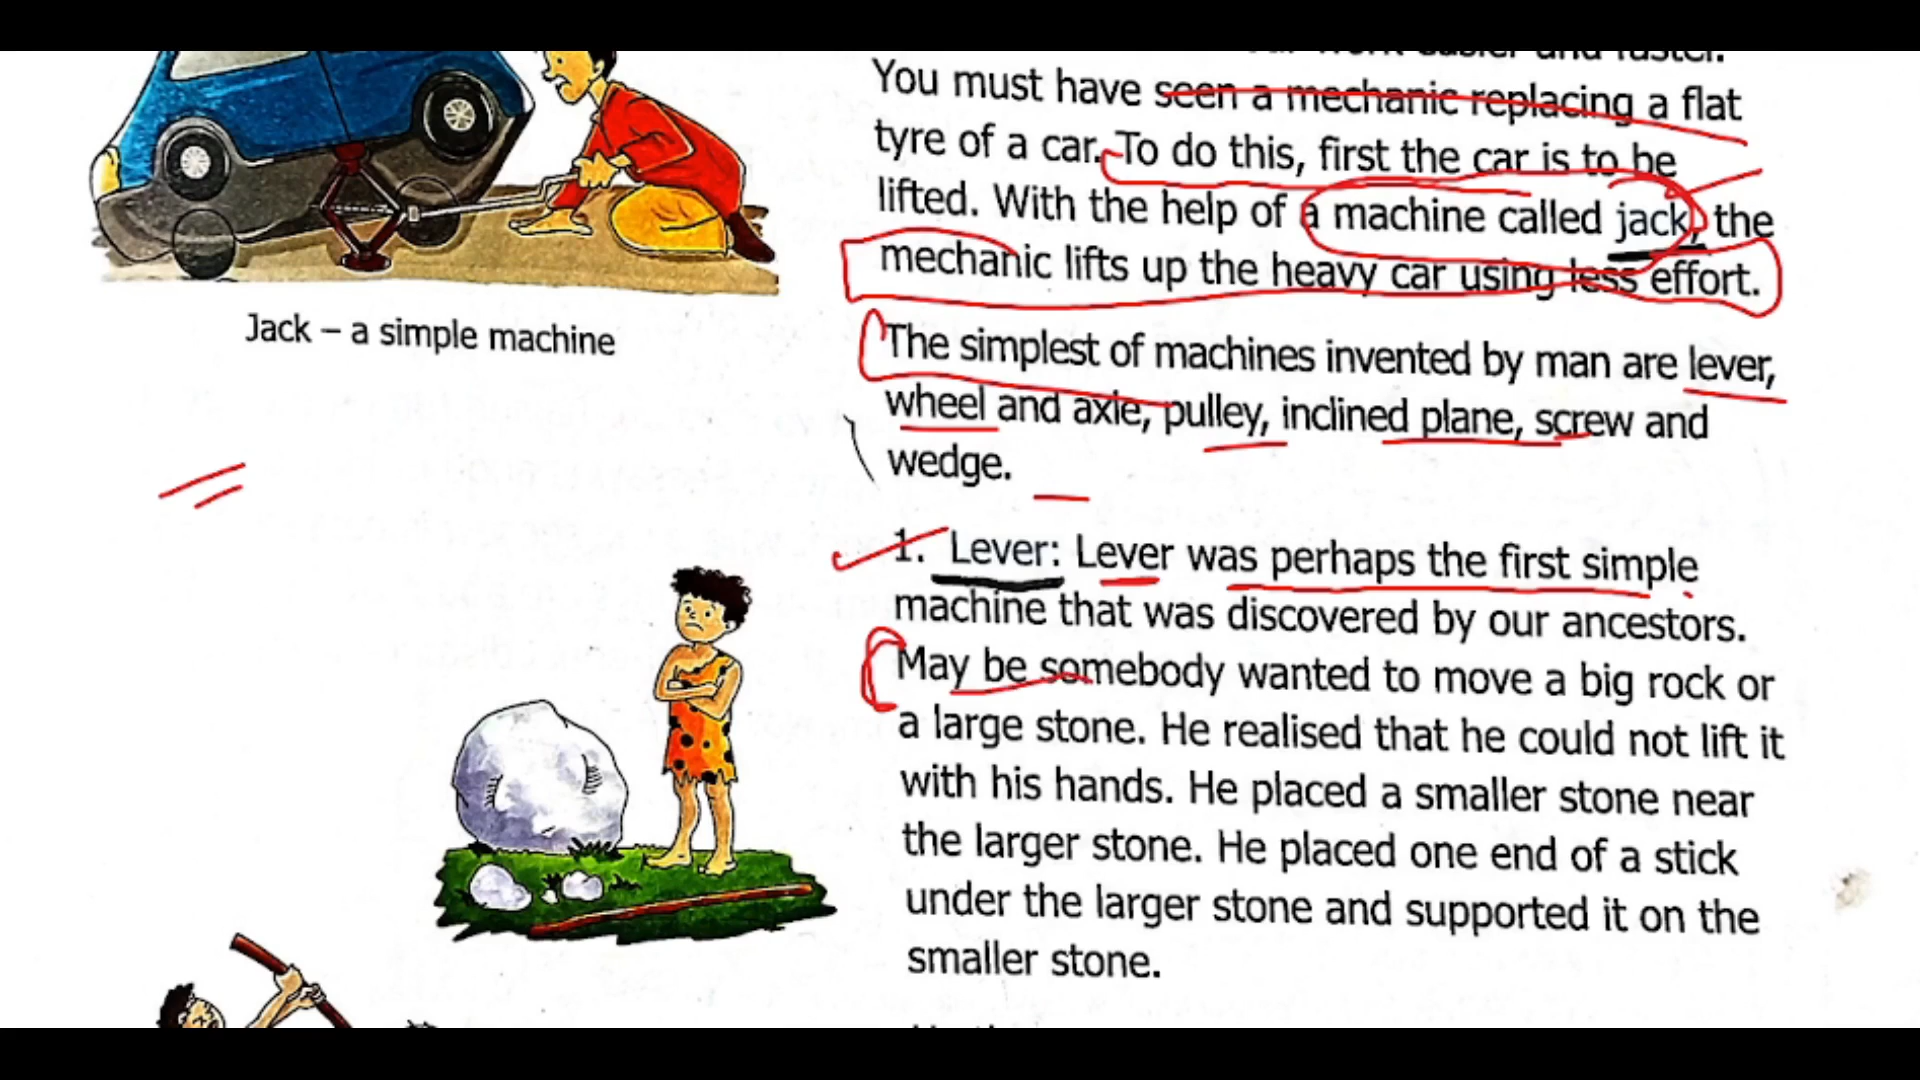 work easier and faster.
You must have seen a mechanic replacing a flat
tyre of a car. To do this, first the car is to be
lifted. With the help of a machine called jack, the
mechanic lifts up the heavy car using less effort.
Jack – a simple machine
The simplest of machines invented by man are lever,
wheel and axle, pulley, inclined plane, screw and
wedge.
1. Lever: Lever was perhaps the first simple
machine that was discovered by our ancestors.
May be somebody wanted to move a big rock or
a large stone. He realised that he could not lift it
with his hands. He placed a smaller stone near
the larger stone. He placed one end of a stick
under the larger stone and supported it on the
smaller stone.